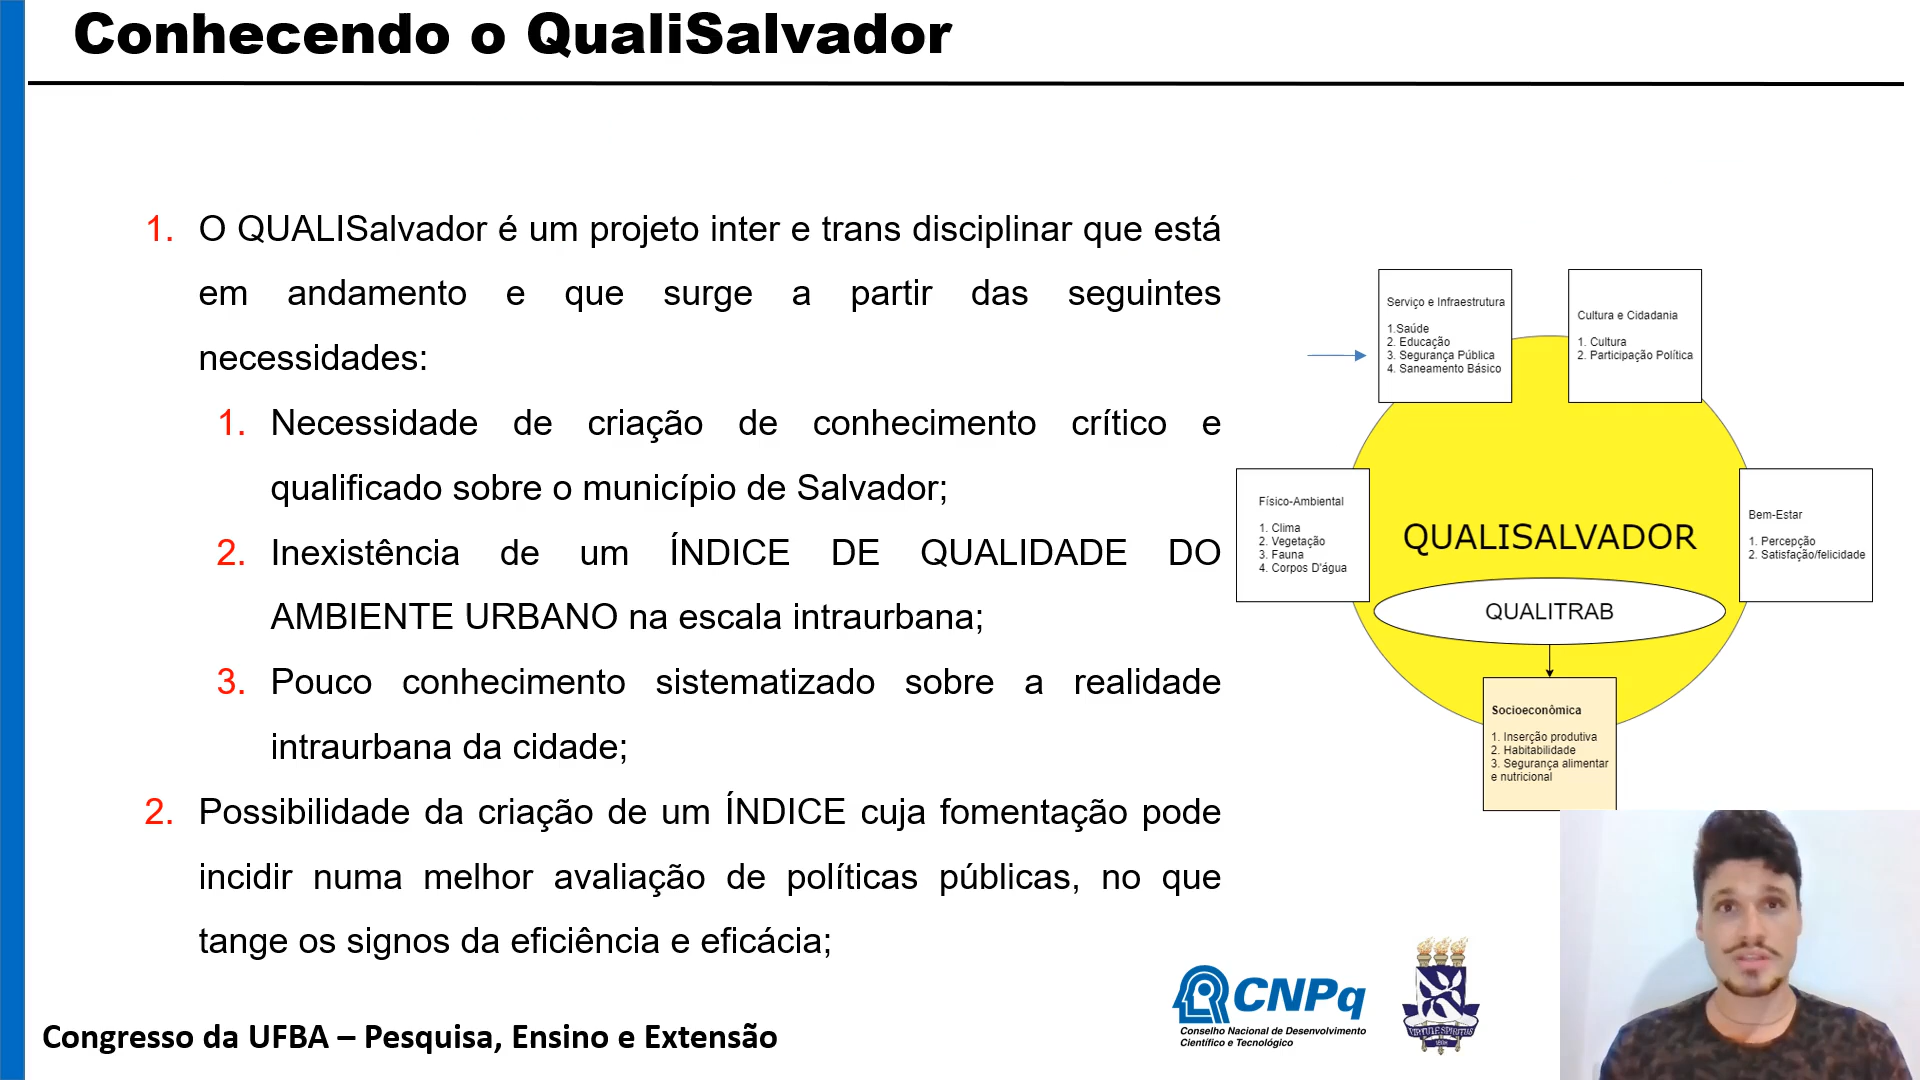 Conhecendo o QualiSalvador
1. O QUALISalvador é um projeto inter e trans disciplinar que está
em andamento e que surge a partir das seguintes
necessidades:
1. Necessidade de criação de conhecimento crítico e
qualificado sobre o município de Salvador;
2. Inexistência de um ÍNDICE DE QUALIDADE DO
AMBIENTE URBANO na escala intraurbana;
3. Pouco conhecimento sistematizado sobre a realidade
intraurbana da cidade;
2. Possibilidade da criação de um ÍNDICE cuja fomentação pode
incidir numa melhor avaliação de políticas públicas, no que
tange os signos da eficiência e eficácia;
Serviço e Infraestrutura
1.Saúde
2. Educação
3. Segurança Pública
4. Saneamento Básico
Cultura e Cidadania
1. Cultura
2. Participação Política
Físico-Ambiental
1. Clima
2. Vegetação
3. Fauna
4. Corpos D'água
QUALISALVADOR
QUALITRAB
Bem-Estar
1. Percepção
2. Satisfação/felicidade
Socioeconômica
1. Inserção produtiva
2. Habitabilidade
3. Segurança alimentar
e nutricional
CNPq
Conselho Nacional de Desenvolvimento
Científico e Tecnológico
VIRTUTE SPIRITUS
Congresso da UFBA – Pesquisa, Ensino e Extensão